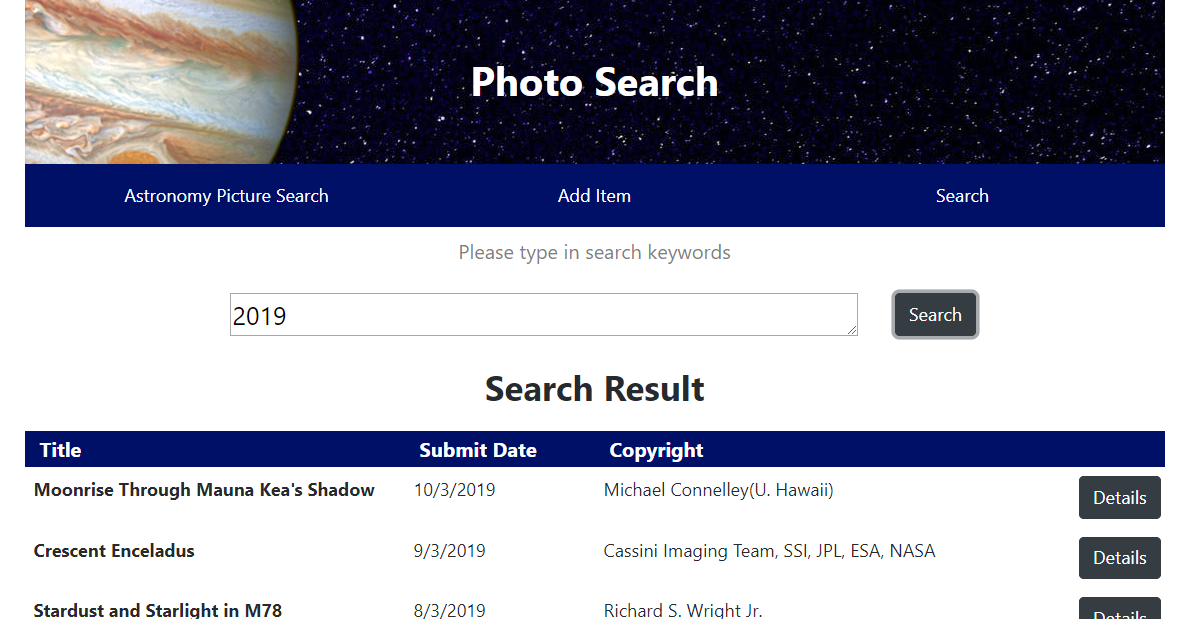 Photo Search
Astronomy Picture Search Add Item Search
Please type in search keywords
2019 Search
Search Result
Title Submit Date Copyright
Moonrise Through Mauna Kea's Shadow 10/3/2019 Michael Connelley(U. Hawaii) Details
Crescent Enceladus 9/3/2019 Cassini Imaging Team, SSI, JPL, ESA, NASA Details
Stardust and Starlight in M78 8/3/2019 Richard S. Wright Jr. Details